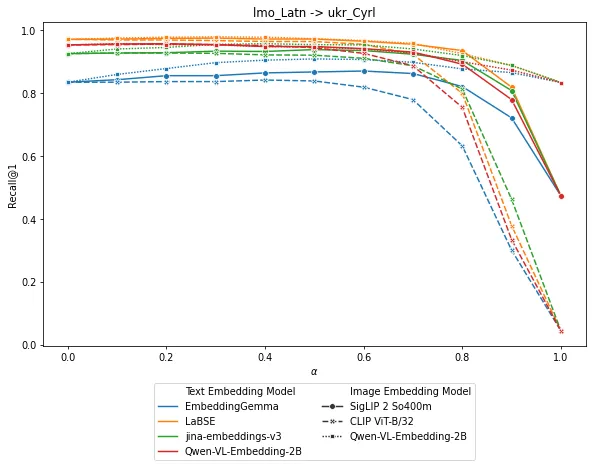 lmo_Latn -> ukr_Cyrl
Recall@1
1.0
0.8
0.6
0.4
0.2
0.0
0.0 0.2 0.4 0.6 0.8 1.0
α
Text Embedding Model
EmbeddingGemma
LaBSE
jina-embeddings-v3
Qwen-VL-Embedding-2B
Image Embedding Model
SigLIP 2 So400m
CLIP ViT-B/32
Qwen-VL-Embedding-2B